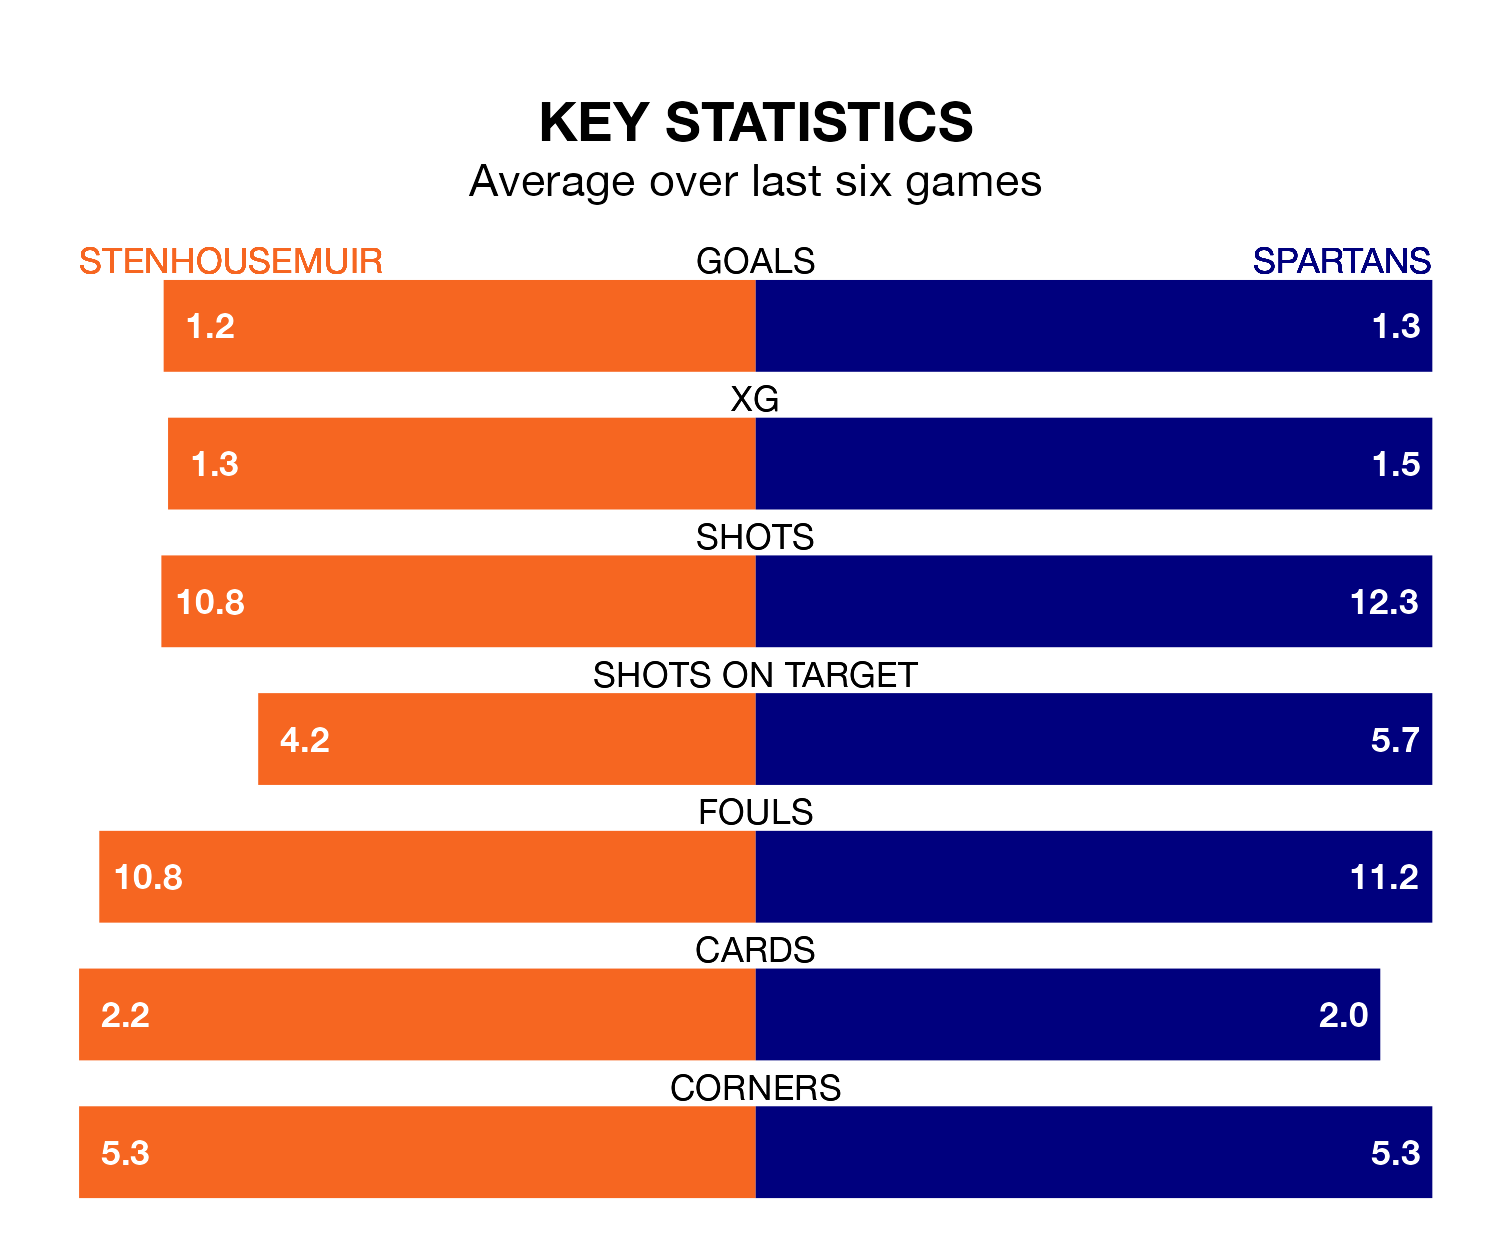 KEY STATISTICS
Average over last six games
STENHOUSEMUIR GOALS SPARTANS
1.2 1.3
XG
1.3 1.5
SHOTS
10.8 12.3
SHOTS ON TARGET
4.2 5.7
FOULS
10.8 11.2
CARDS
2.2 2.0
CORNERS
5.3 5.3